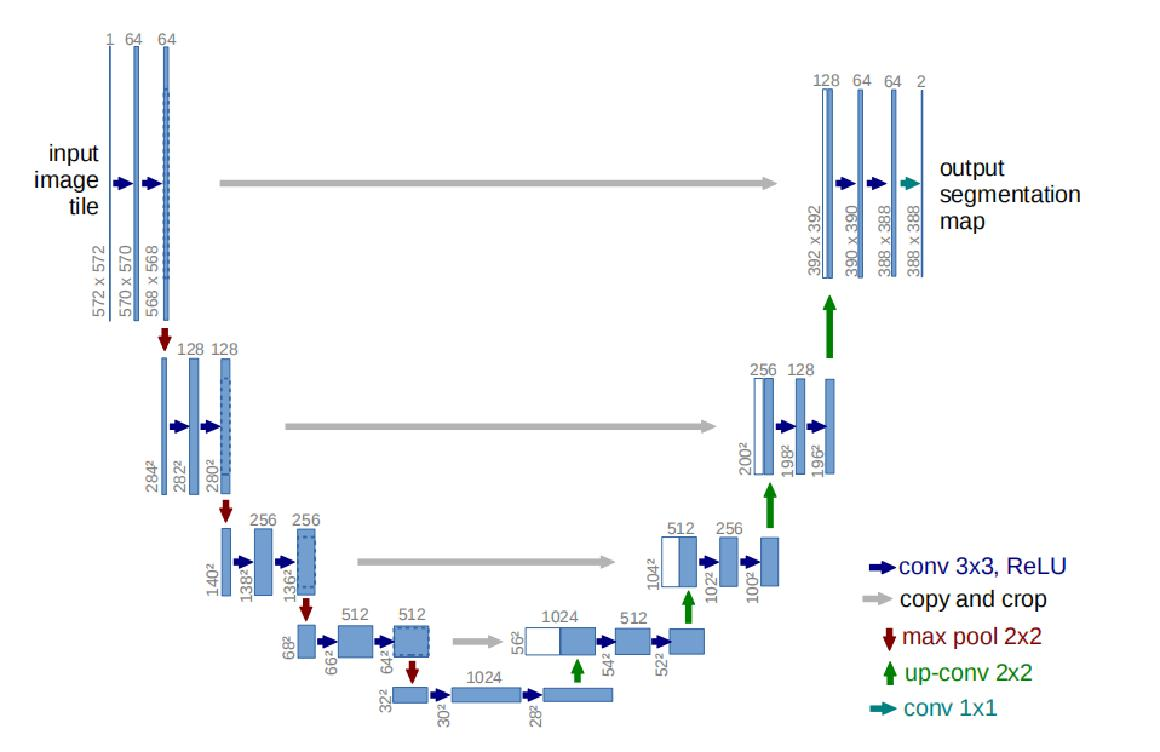 1 64 64
128 64 64 2
input
image
tile
output
segmentation
map
572 x 572
570 x 570
568 x 568
392 x 392
390 x 390
388 x 388
388 x 388
128 128
256 128
284²
282²
280²
200²
198²
196²
256 256
512 256
140²
138²
136²
104²
102²
100²
512 512
1024 512
68²
66²
64²
56²
54²
52²
1024
32²
30²
28²
conv 3x3, ReLU
copy and crop
max pool 2x2
up-conv 2x2
conv 1x1